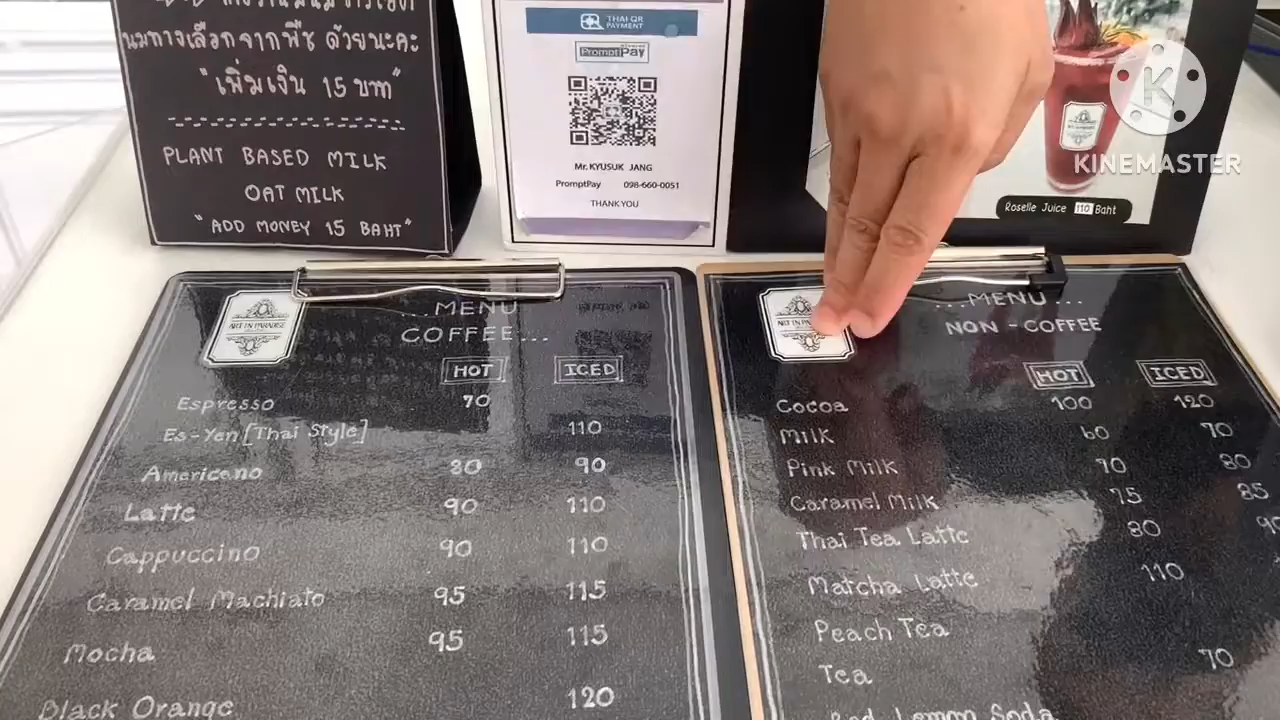 นมทางเลือกจากพืช ด้วยนะคะ
"เพิ่มเงิน 15 บาท"
PLANT BASED MILK
OAT MILK
"ADD MONEY 15 BAHT"
THAI QR
PAYMENT
PromptPay
Mr. KYUSUK JANG
PromptPay 098-660-0051
THANK YOU
K
KINEMASTER
Roselle Juice 110 Baht
ART IN PARADISE
...MENU
COFFEE...
HOT ICED
Espresso 70
Es-Yen [Thai Style] 110
Americano 80 90
Latte 90 110
Cappuccino 90 110
Caramel Machiato 95 115
Mocha 95 115
Black Orange 120
...MENU...
NON-COFFEE
HOT ICED
Cocoa 100 120
Milk 60 70
Pink Milk 70 80
Caramel Milk 75 85
Thai Tea Latte 80
Matcha Latte 110
Peach Tea
Tea 70
Red Lemon Soda